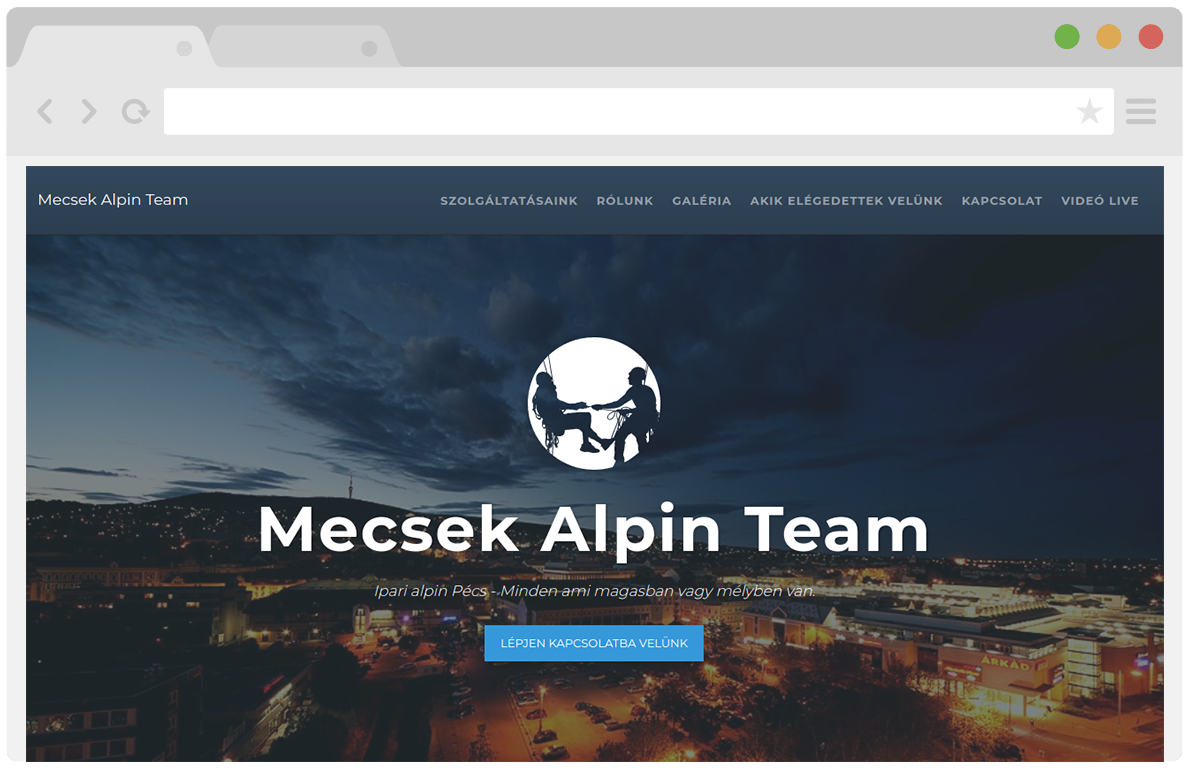 Mecsek Alpin Team
SZOLGÁLTATÁSAINK RÓLUNK GALÉRIA AKIK ELÉGEDETTEK VELÜNK KAPCSOLAT VIDEÓ LIVE
Mecsek Alpin Team
Ipari alpin Pécs - Minden ami magasban vagy mélyben van.
LÉPJEN KAPCSOLATBA VELÜNK
ÁRKÁD